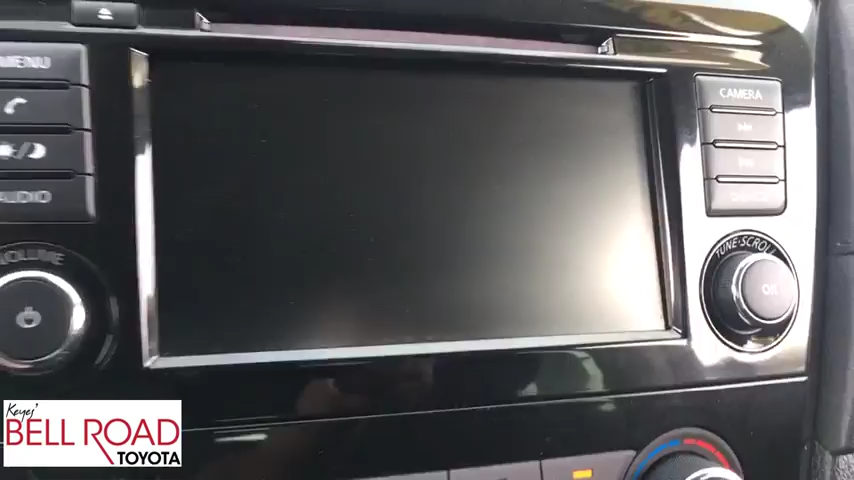 MENU
AUDIO
VOLUME
CAMERA
TUNE·SCROLL
OK
Keyes'
BELL ROAD
TOYOTA